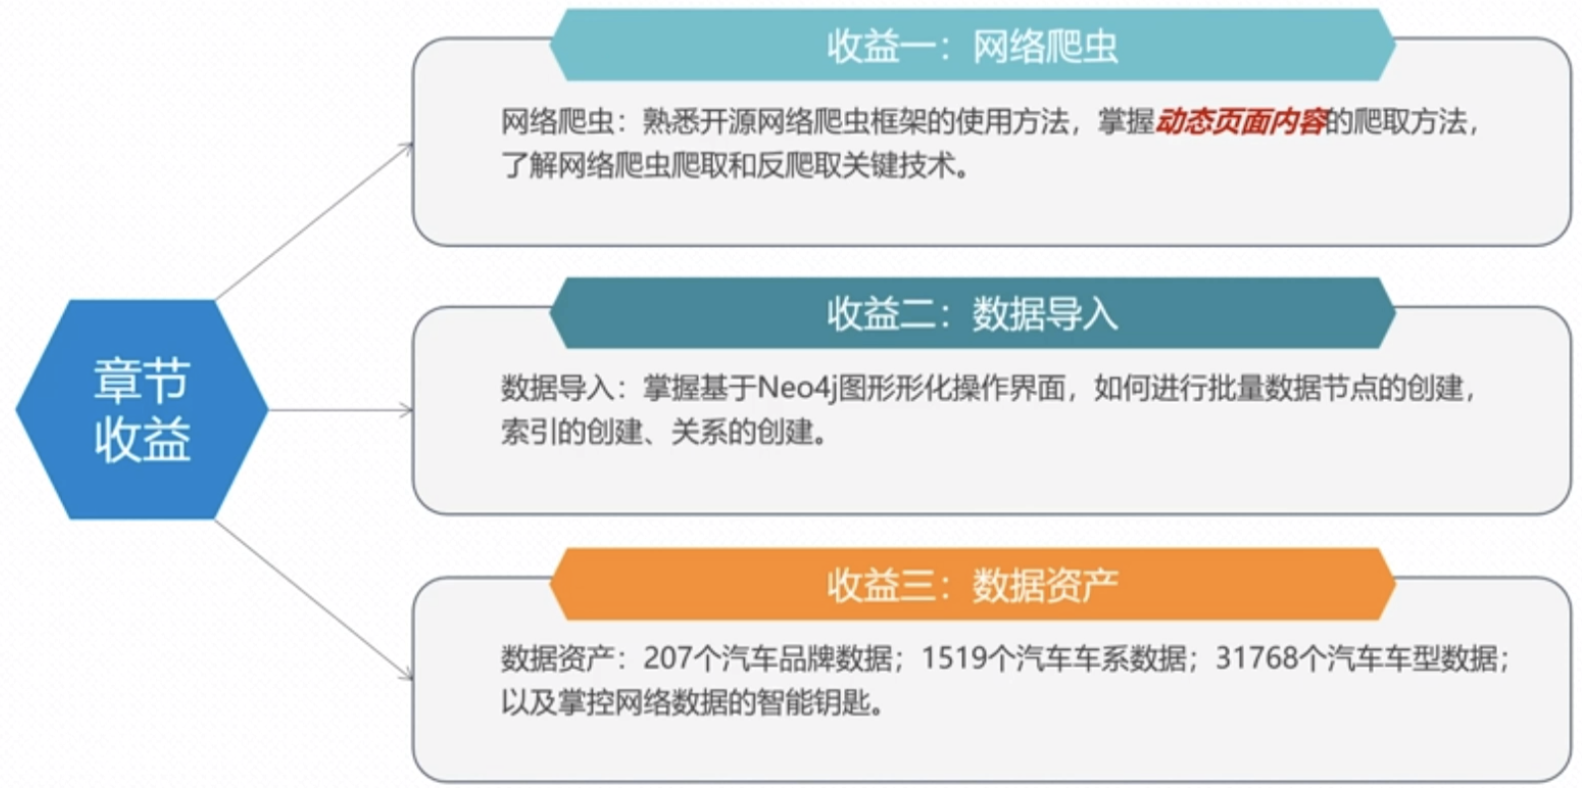 章节
收益
收益一：网络爬虫
网络爬虫：熟悉开源网络爬虫框架的使用方法，掌握动态页面内容的爬取方法，
了解网络爬虫爬取和反爬取关键技术。
收益二：数据导入
数据导入：掌握基于Neo4j图形形化操作界面，如何进行批量数据节点的创建，
索引的创建、关系的创建。
收益三：数据资产
数据资产：207个汽车品牌数据；1519个汽车车系数据；31768个汽车车型数据；
以及掌控网络数据的智能钥匙。